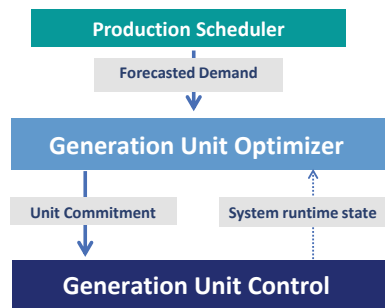 Production Scheduler
Forecasted Demand
Generation Unit Optimizer
Unit Commitment
System runtime state
Generation Unit Control